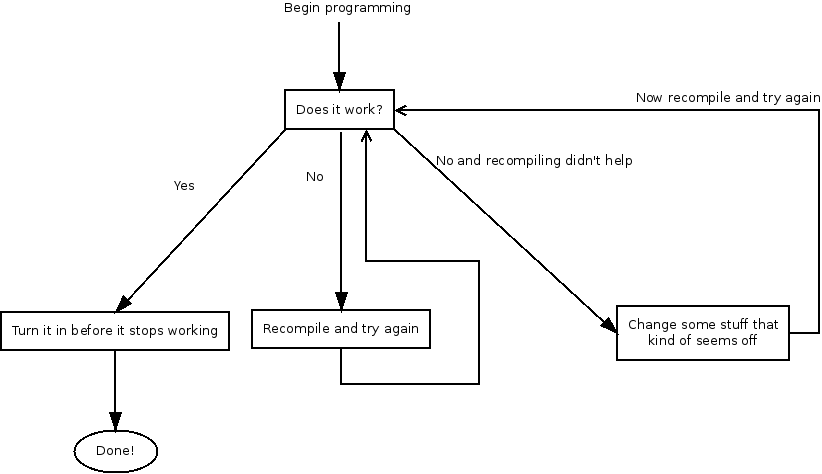 Begin programming
Now recompile and try again
Does it work?
No and recompiling didn't help
No
Yes
Change some stuff that
kind of seems off
Recompile and try again
Turn it in before it stops working
Done!